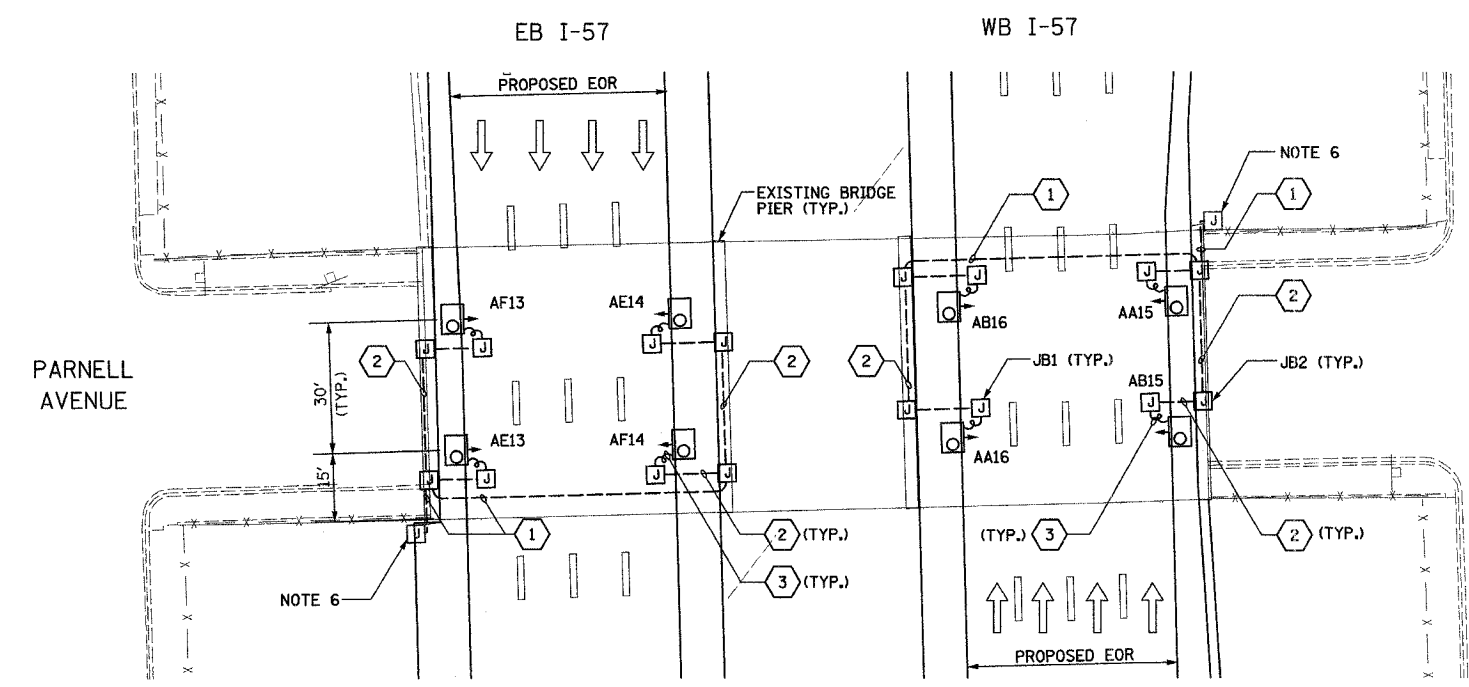 EB I-57
WB I-57
PROPOSED EOR
NOTE 6
J
1
1
EXISTING BRIDGE
PIER (TYP.)
J
J
J
J
AF13
AE14
AB16
AA15
2
J
J
J
J
2
2
2
JB1 (TYP.)
JB2 (TYP.)
PARNELL
AVENUE
30'
(TYP.)
AB15
J
J
J
J
AE13
AF14
AA16
15'
J
J
J
J
J
1
2 (TYP.)
(TYP.) 3
2 (TYP.)
3 (TYP.)
NOTE 6
PROPOSED EOR